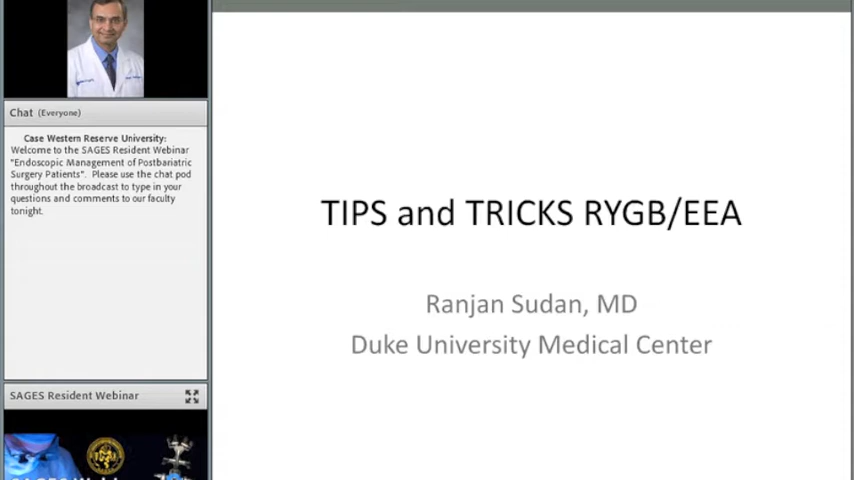 Chat (Everyone)
Case Western Reserve University:
Welcome to the SAGES Resident Webinar
"Endoscopic Management of Postbariatric
Surgery Patients". Please use the chat pod
throughout the broadcast to type in your
questions and comments to our faculty
tonight.
SAGES Resident Webinar
TIPS and TRICKS RYGB/EEA
Ranjan Sudan, MD
Duke University Medical Center